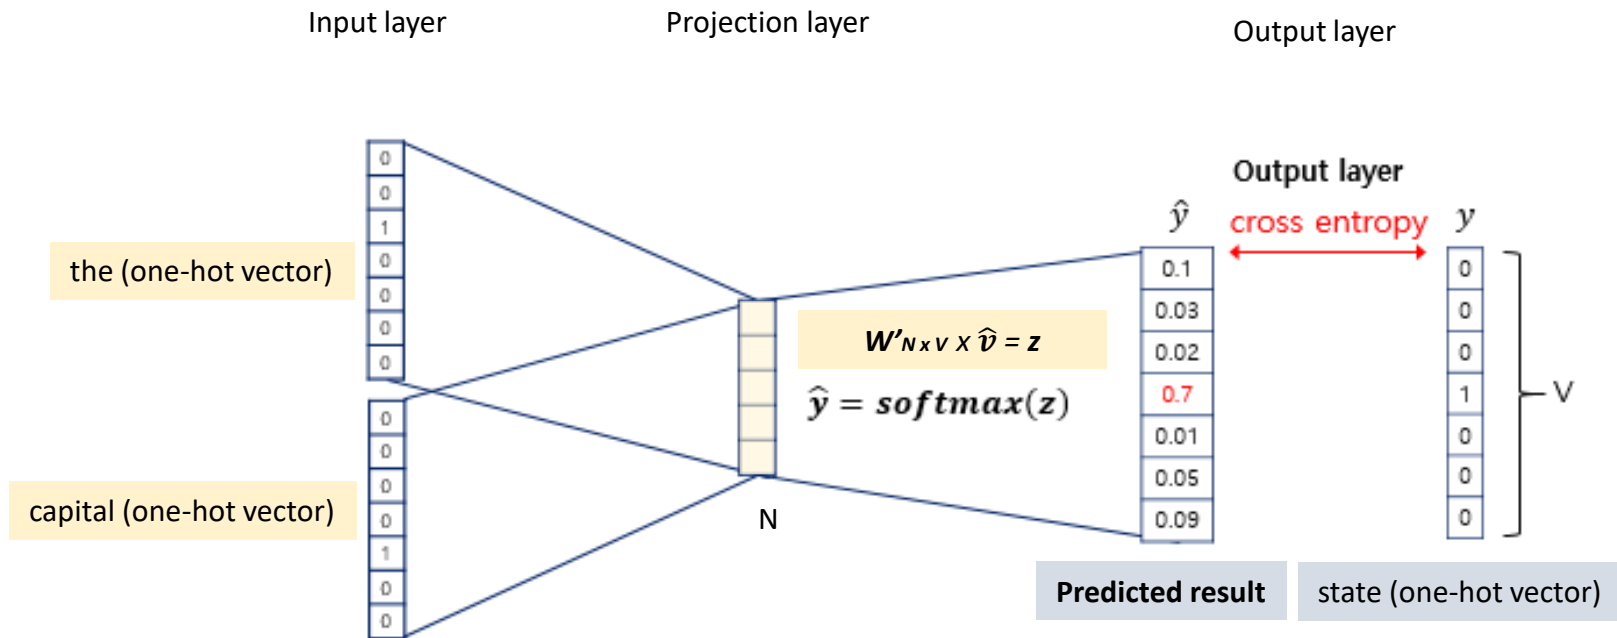 Input layer
Projection layer
Output layer
the (one-hot vector)
0
0
1
0
0
0
0
capital (one-hot vector)
0
0
0
0
1
0
0
N
W'N x V x v̂ = z
ŷ = softmax(z)
Output layer
ŷ
cross entropy
y
0.1
0.03
0.02
0.7
0.01
0.05
0.09
0
0
0
1
0
0
0
V
Predicted result
state (one-hot vector)